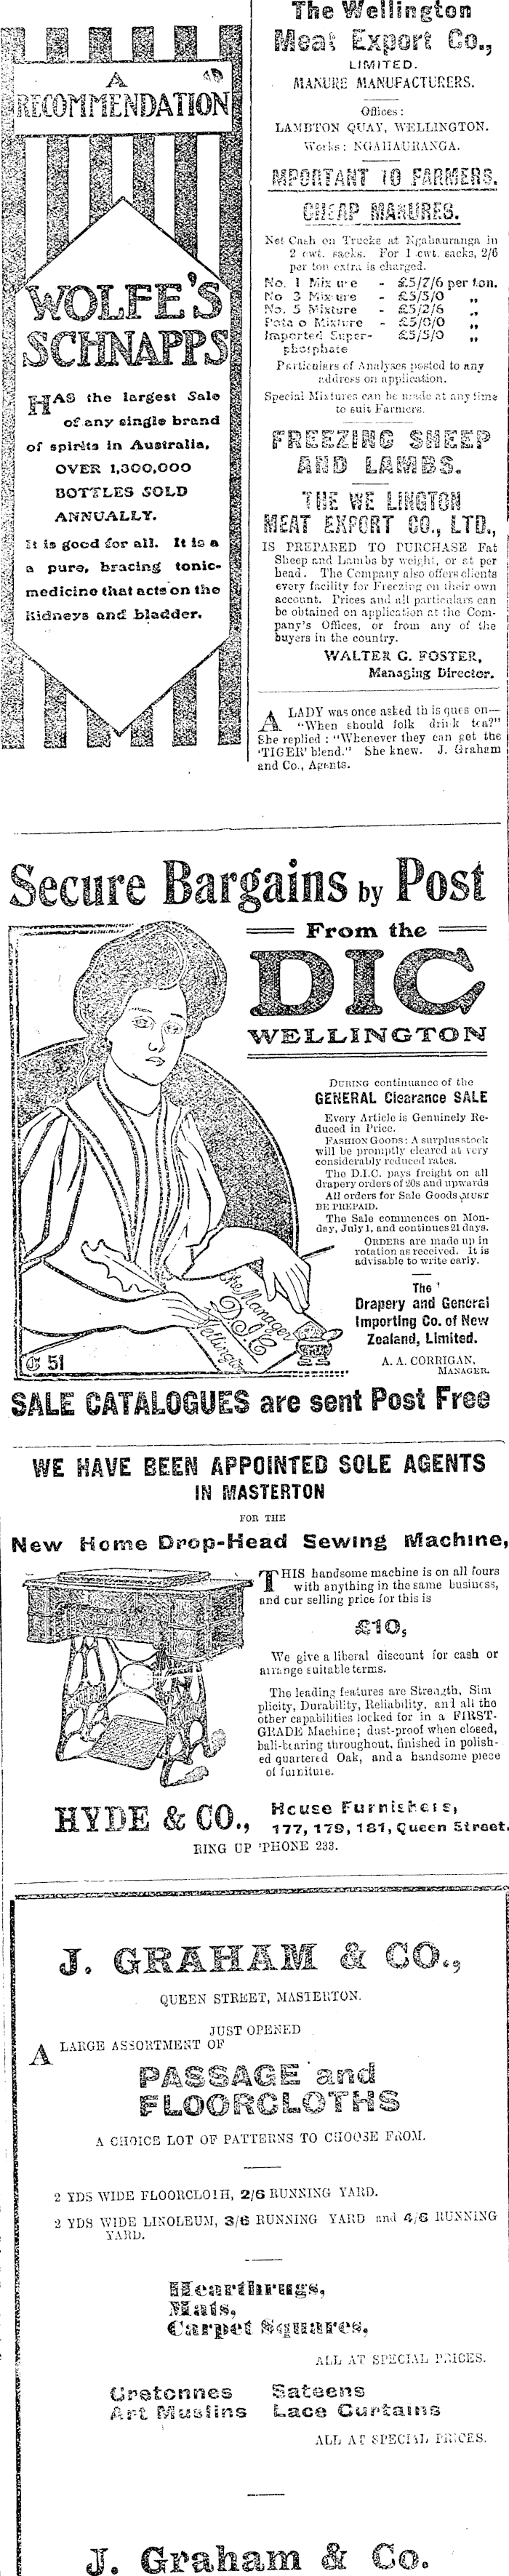 A
RECOMMENDATION
WOLFE'S
SCHNAPPS
HAS the largest Sale
of any single brand
of spirits in Australia,
OVER 1,300,000
BOTTLES SOLD
ANNUALLY.
It is good for all. It is a
a pure, bracing tonic-
medicine that acts on the
kidneys and bladder.
The Wellington
Meat Export Co.,
LIMITED.
MANURE MANUFACTURERS.
Offices:
LAMBTON QUAY, WELLINGTON.
Works: NGAHAURANGA.
MPORTANT TO FARMERS.
CHEAP MANURES.
Net Cash on Trucks at Ngahauranga in
2 cwt. sacks. For 1 cwt. sacks, 2/6
per ton extra is charged.
No. 1 Mix u e - £5/7/6 per ton.
No 3 Mixture - £5/5/0 „
No. 5 Mixture - £5/2/6 „
Pota o Mixture - £5/0/0 „
Imported Super- £5/5/0 „
phosphate
Particulars of Analyses posted to any
address on application.
Special Mixtures can be made at any time
to suit Farmers.
FREEZING SHEEP
AND LAMBS.
THE WE LINGTON
MEAT EXPORT CO., LTD.,
IS PREPARED TO PURCHASE Fat
Sheep and Lambs by weight, or at per
head. The Company also offers clients
every facility for Freezing on their own
account. Prices and all particulars can
be obtained on application at the Com-
pany's Offices, or from any of the
buyers in the country.
WALTER G. FOSTER,
Managing Director.
A LADY was once asked th is ques on—
"When should folk drink tea?"
She replied: "Whenever they can get the
'TIGER' blend." She knew. J. Graham
and Co., Agents.
Secure Bargains by Post
From the
DIC
WELLINGTON
DURING continuance of the
GENERAL Clearance SALE
Every Article is Genuinely Re-
duced in Price.
FASHION GOODS: A surplus stock
will be promptly cleared at very
considerably reduced rates.
The D.I.C. pays freight on all
drapery orders of 20s and upwards
All orders for Sale Goods MUST
BE PREPAID.
The Sale commences on Mon-
day, July 1, and continues 21 days.
ORDERS are made up in
rotation as received. It is
advisable to write early.
The
Drapery and General
Importing Co. of New
Zealand, Limited.
A. A. CORRIGAN,
MANAGER.
The Manager
D.I.C
Wellington
51
SALE CATALOGUES are sent Post Free
WE HAVE BEEN APPOINTED SOLE AGENTS
IN MASTERTON
FOR THE
New Home Drop-Head Sewing Machine,
THIS handsome machine is on all fours
with anything in the same business,
and our selling price for this is
£10,
We give a liberal discount for cash or
arrange suitable terms.
The leading features are Strength, Sim
plicity, Durability, Reliability, and all the
other capabilities looked for in a FIRST-
GRADE Machine; dust-proof when closed,
ball-bearing throughout, finished in polish-
ed quartered Oak, and a handsome piece
of furniture.
HYDE & CO., House Furnishers,
177, 179, 181, Queen Street.
RING UP 'PHONE 233.
J. GRAHAM & CO.,
QUEEN STREET, MASTERTON.
JUST OPENED
A LARGE ASSORTMENT OF
PASSAGE and
FLOORCLOTHS
A CHOICE LOT OF PATTERNS TO CHOOSE FROM.
2 YDS WIDE FLOORCLOTH, 2/6 RUNNING YARD.
2 YDS WIDE LINOLEUM, 3/6 RUNNING YARD and 4/6 RUNNING
YARD.
Hearthrugs,
Mats,
Carpet Squares,
ALL AT SPECIAL PRICES.
Cretonnes Sateens
Art Muslins Lace Curtains
ALL AT SPECIAL PRICES.
J. Graham & Co.